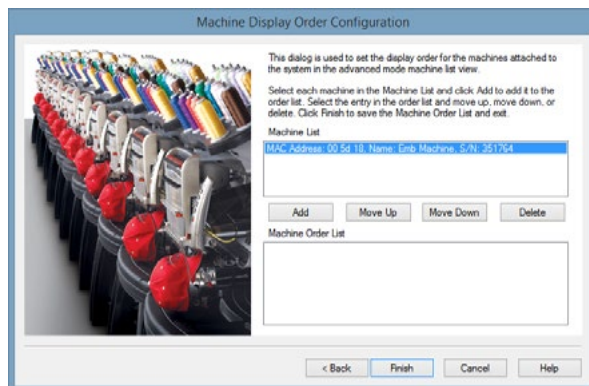 Machine Display Order Configuration
This dialog is used to set the display order for the machines attached to
the system in the advanced mode machine list view.
Select each machine in the Machine List and click Add to add it to the
order list. Select the entry in the order list and move up, move down, or
delete. Click Finish to save the Machine Order List and exit.
Machine List
MAC Address: 00 5d 18, Name: Emb Machine, S/N: 351764
Add Move Up Move Down Delete
Machine Order List
< Back Finish Cancel Help